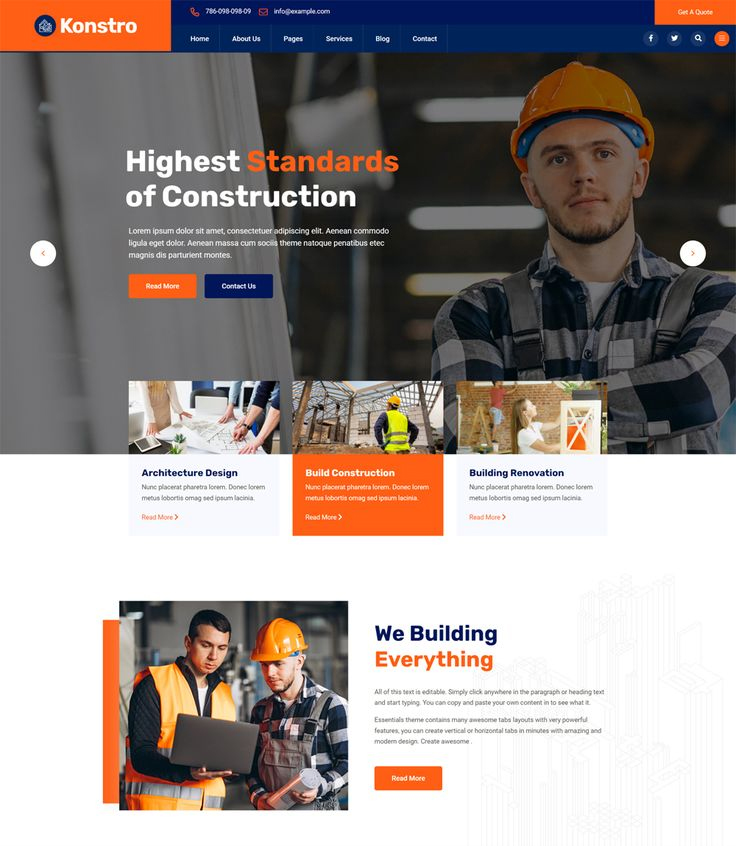 Konstro
786-098-098-09 info@example.com
Get A Quote
Home About Us Pages Services Blog Contact
Highest Standards
of Construction
Lorem ipsum dolor sit amet, consectetuer adipiscing elit. Aenean commodo
ligula eget dolor. Aenean massa cum sociis theme natoque penatibus etec
magnis dis parturient montes.
Read More Contact Us
Architecture Design
Nunc placerat pharetra lorem. Donec lorem
metus lobortis omag sed ipsum lacinia.
Read More
Build Construction
Nunc placerat pharetra lorem. Donec lorem
metus lobortis omag sed ipsum lacinia.
Read More
Building Renovation
Nunc placerat pharetra lorem. Donec lorem
metus lobortis omag sed ipsum lacinia.
Read More
We Building
Everything
All of this text is editable. Simply click anywhere in the paragraph or heading text
and start typing. You can copy and paste your own content in to see what it.
Essentials theme contains many awesome tabs layouts with very powerful
features, you can create vertical or horizontal tabs in minutes with amazing and
modern design. Create awesome .
Read More